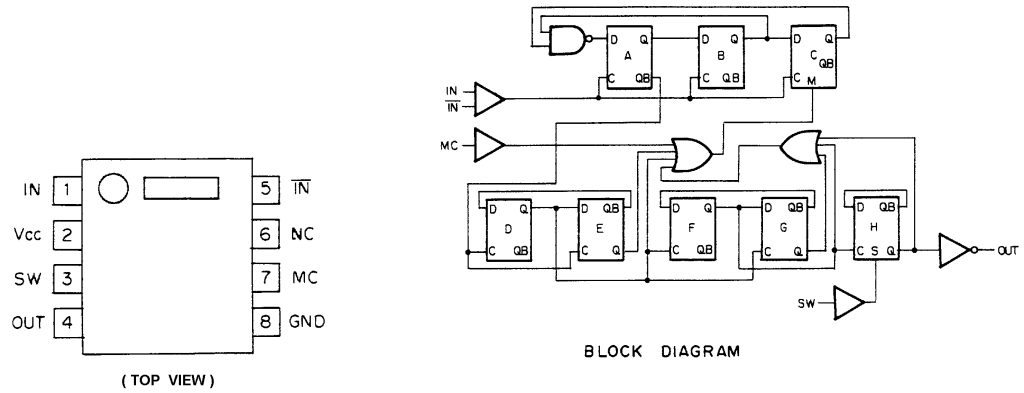 IN 1 5 IN
Vcc 2 6 NC
SW 3 7 MC
OUT 4 8 GND
( TOP VIEW )
D Q D Q D Q
A B C
QB
C QB C QB C M
IN
IN
MC
D Q D QB D Q D QB D QB
D E F G H
C QB C Q C QB C Q C S Q
OUT
SW
BLOCK DIAGRAM